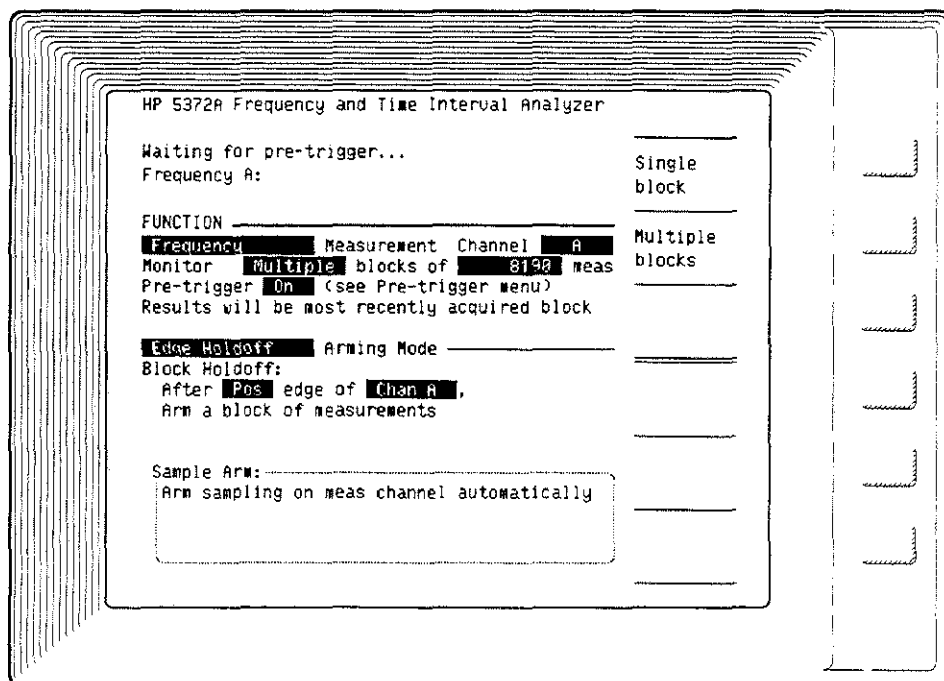 HP 5372A Frequency and Time Interval Analyzer
Waiting for pre-trigger...
Frequency A:
FUNCTION
Frequency Measurement Channel A
Monitor Multiple blocks of 8190 meas
Pre-trigger On (see Pre-trigger menu)
Results will be most recently acquired block
Edge Holdoff Arming Mode
Block Holdoff:
After Pos edge of Chan A ,
Arm a block of measurements
Sample Arm:
Arm sampling on meas channel automatically
Single
block
Multiple
blocks